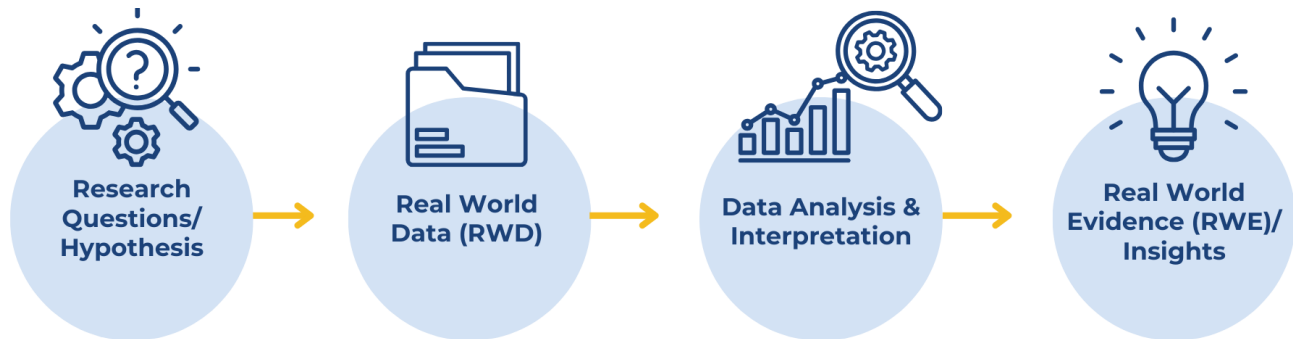 Research
Questions/
Hypothesis
Real World
Data (RWD)
Data Analysis &
Interpretation
Real World
Evidence (RWE)/
Insights